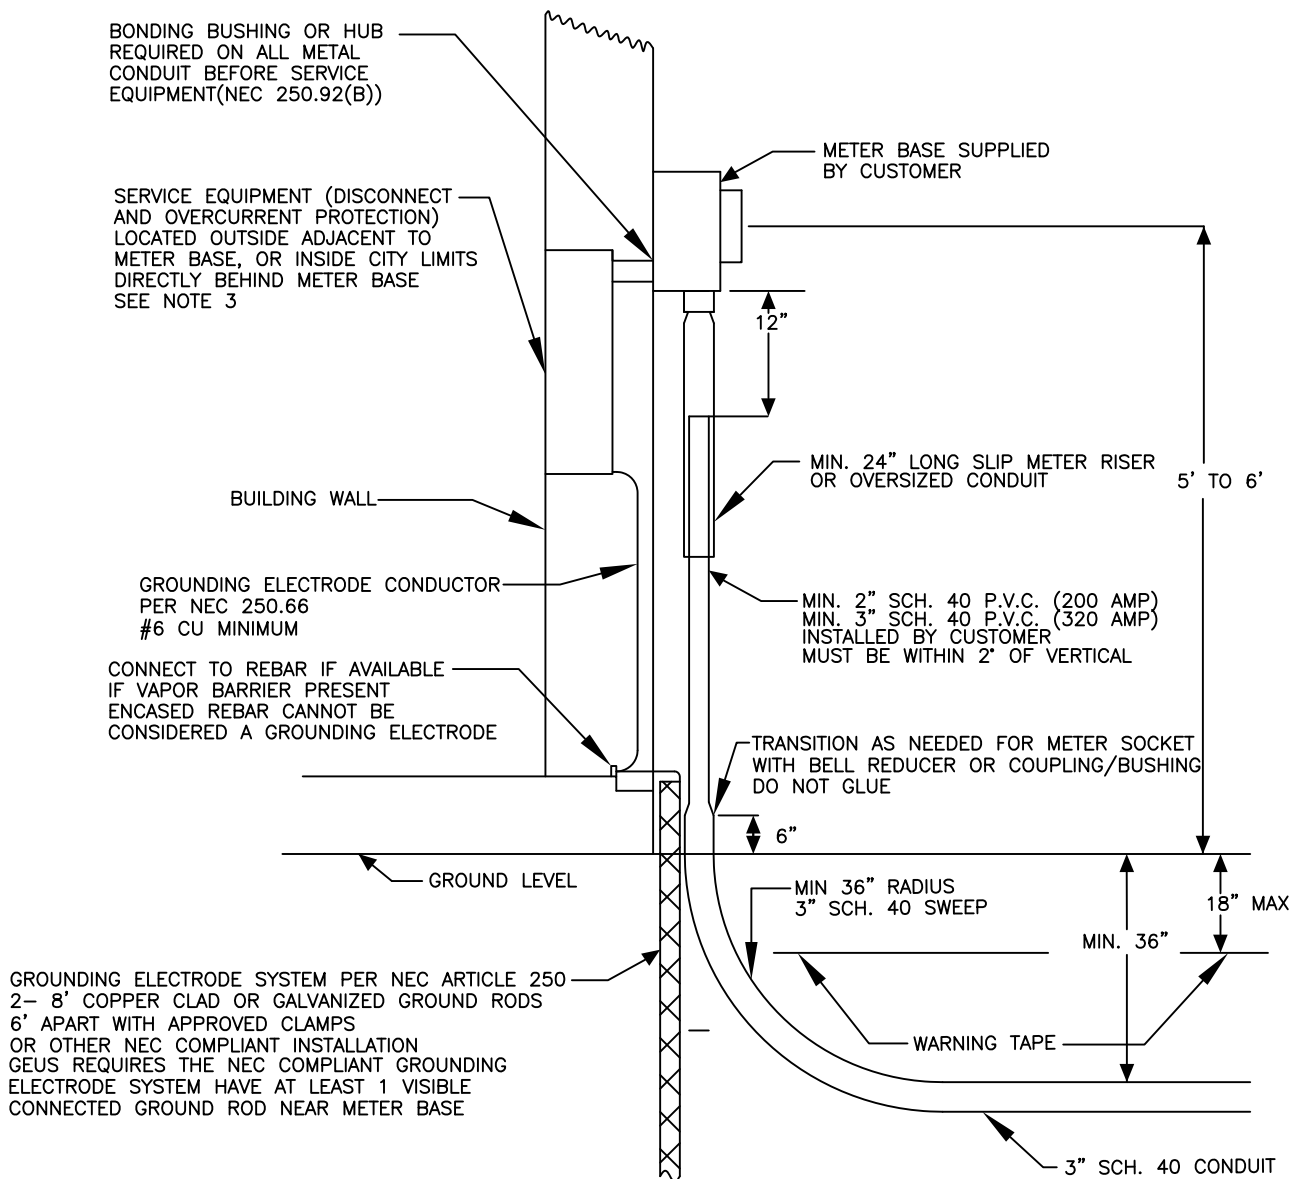 BONDING BUSHING OR HUB
REQUIRED ON ALL METAL
CONDUIT BEFORE SERVICE
EQUIPMENT(NEC 250.92(B))
METER BASE SUPPLIED
BY CUSTOMER
SERVICE EQUIPMENT (DISCONNECT
AND OVERCURRENT PROTECTION)
LOCATED OUTSIDE ADJACENT TO
METER BASE, OR INSIDE CITY LIMITS
DIRECTLY BEHIND METER BASE
SEE NOTE 3
12”
MIN. 24” LONG SLIP METER RISER
OR OVERSIZED CONDUIT
5’ TO 6’
BUILDING WALL
GROUNDING ELECTRODE CONDUCTOR
PER NEC 250.66
#6 CU MINIMUM
MIN. 2” SCH. 40 P.V.C. (200 AMP)
MIN. 3” SCH. 40 P.V.C. (320 AMP)
INSTALLED BY CUSTOMER
MUST BE WITHIN 2° OF VERTICAL
CONNECT TO REBAR IF AVAILABLE
IF VAPOR BARRIER PRESENT
ENCASED REBAR CANNOT BE
CONSIDERED A GROUNDING ELECTRODE
TRANSITION AS NEEDED FOR METER SOCKET
WITH BELL REDUCER OR COUPLING/BUSHING
DO NOT GLUE
6”
GROUND LEVEL
MIN 36” RADIUS
3” SCH. 40 SWEEP
18” MAX
MIN. 36”
GROUNDING ELECTRODE SYSTEM PER NEC ARTICLE 250
2– 8’ COPPER CLAD OR GALVANIZED GROUND RODS
6’ APART WITH APPROVED CLAMPS
OR OTHER NEC COMPLIANT INSTALLATION
GEUS REQUIRES THE NEC COMPLIANT GROUNDING
ELECTRODE SYSTEM HAVE AT LEAST 1 VISIBLE
CONNECTED GROUND ROD NEAR METER BASE
WARNING TAPE
3” SCH. 40 CONDUIT